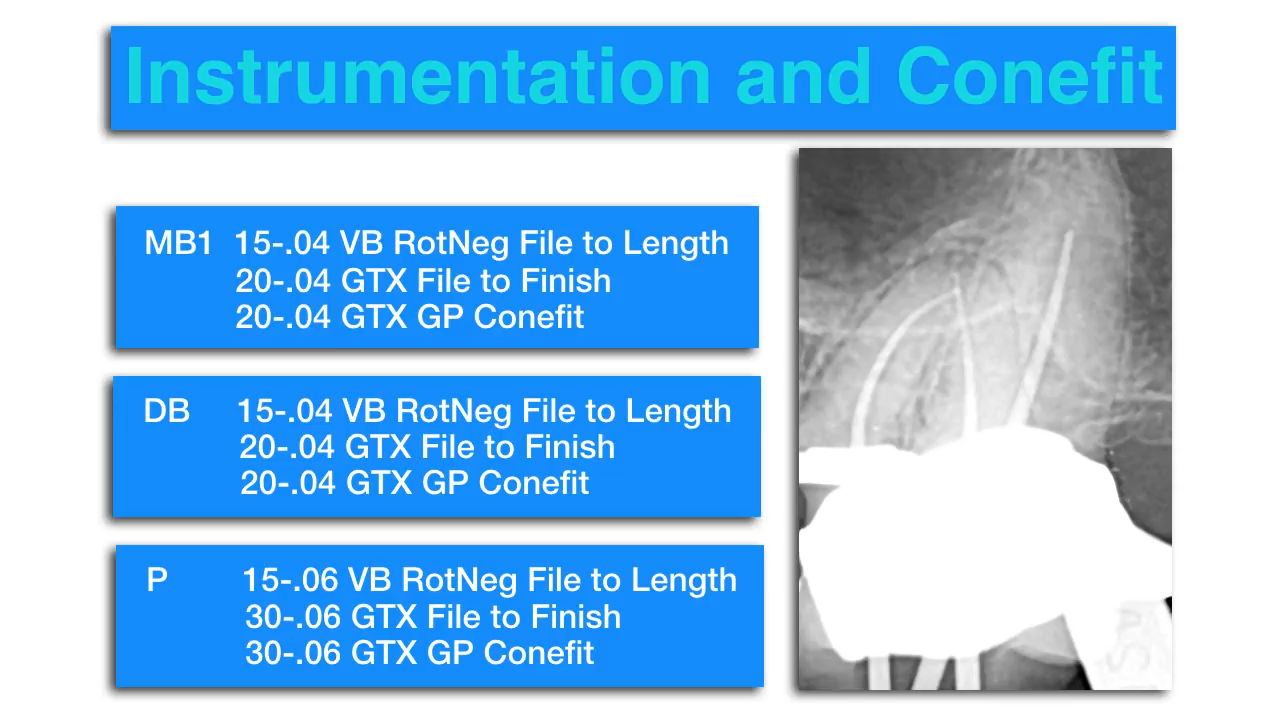 Instrumentation and Conefit
MB1 15-.04 VB RotNeg File to Length
20-.04 GTX File to Finish
20-.04 GTX GP Conefit
DB 15-.04 VB RotNeg File to Length
20-.04 GTX File to Finish
20-.04 GTX GP Conefit
P 15-.06 VB RotNeg File to Length
30-.06 GTX File to Finish
30-.06 GTX GP Conefit